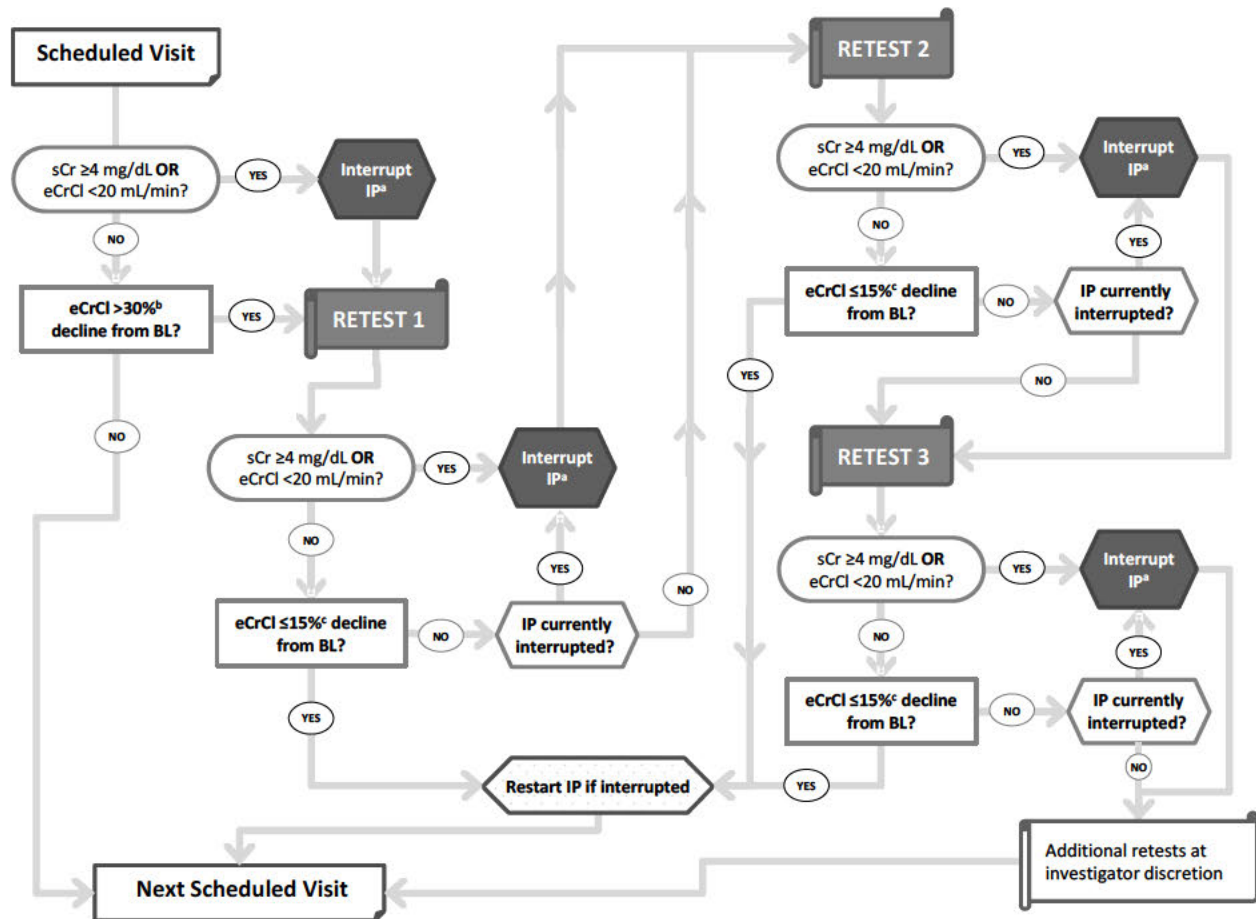 Scheduled Visit
sCr ≥4 mg/dL OR
eCrCl <20 mL/min?
YES
Interrupt
IPᵃ
NO
eCrCl >30%ᵇ
decline from BL?
YES
RETEST 1
NO
sCr ≥4 mg/dL OR
eCrCl <20 mL/min?
YES
Interrupt
IPᵃ
NO
YES
eCrCl ≤15%ᶜ decline
from BL?
NO
IP currently
interrupted?
NO
YES
RETEST 2
sCr ≥4 mg/dL OR
eCrCl <20 mL/min?
YES
Interrupt
IPᵃ
NO
YES
eCrCl ≤15%ᶜ decline
from BL?
NO
IP currently
interrupted?
YES
NO
RETEST 3
sCr ≥4 mg/dL OR
eCrCl <20 mL/min?
YES
Interrupt
IPᵃ
NO
YES
eCrCl ≤15%ᶜ decline
from BL?
NO
IP currently
interrupted?
YES
NO
Restart IP if interrupted
Additional retests at
investigator discretion
Next Scheduled Visit